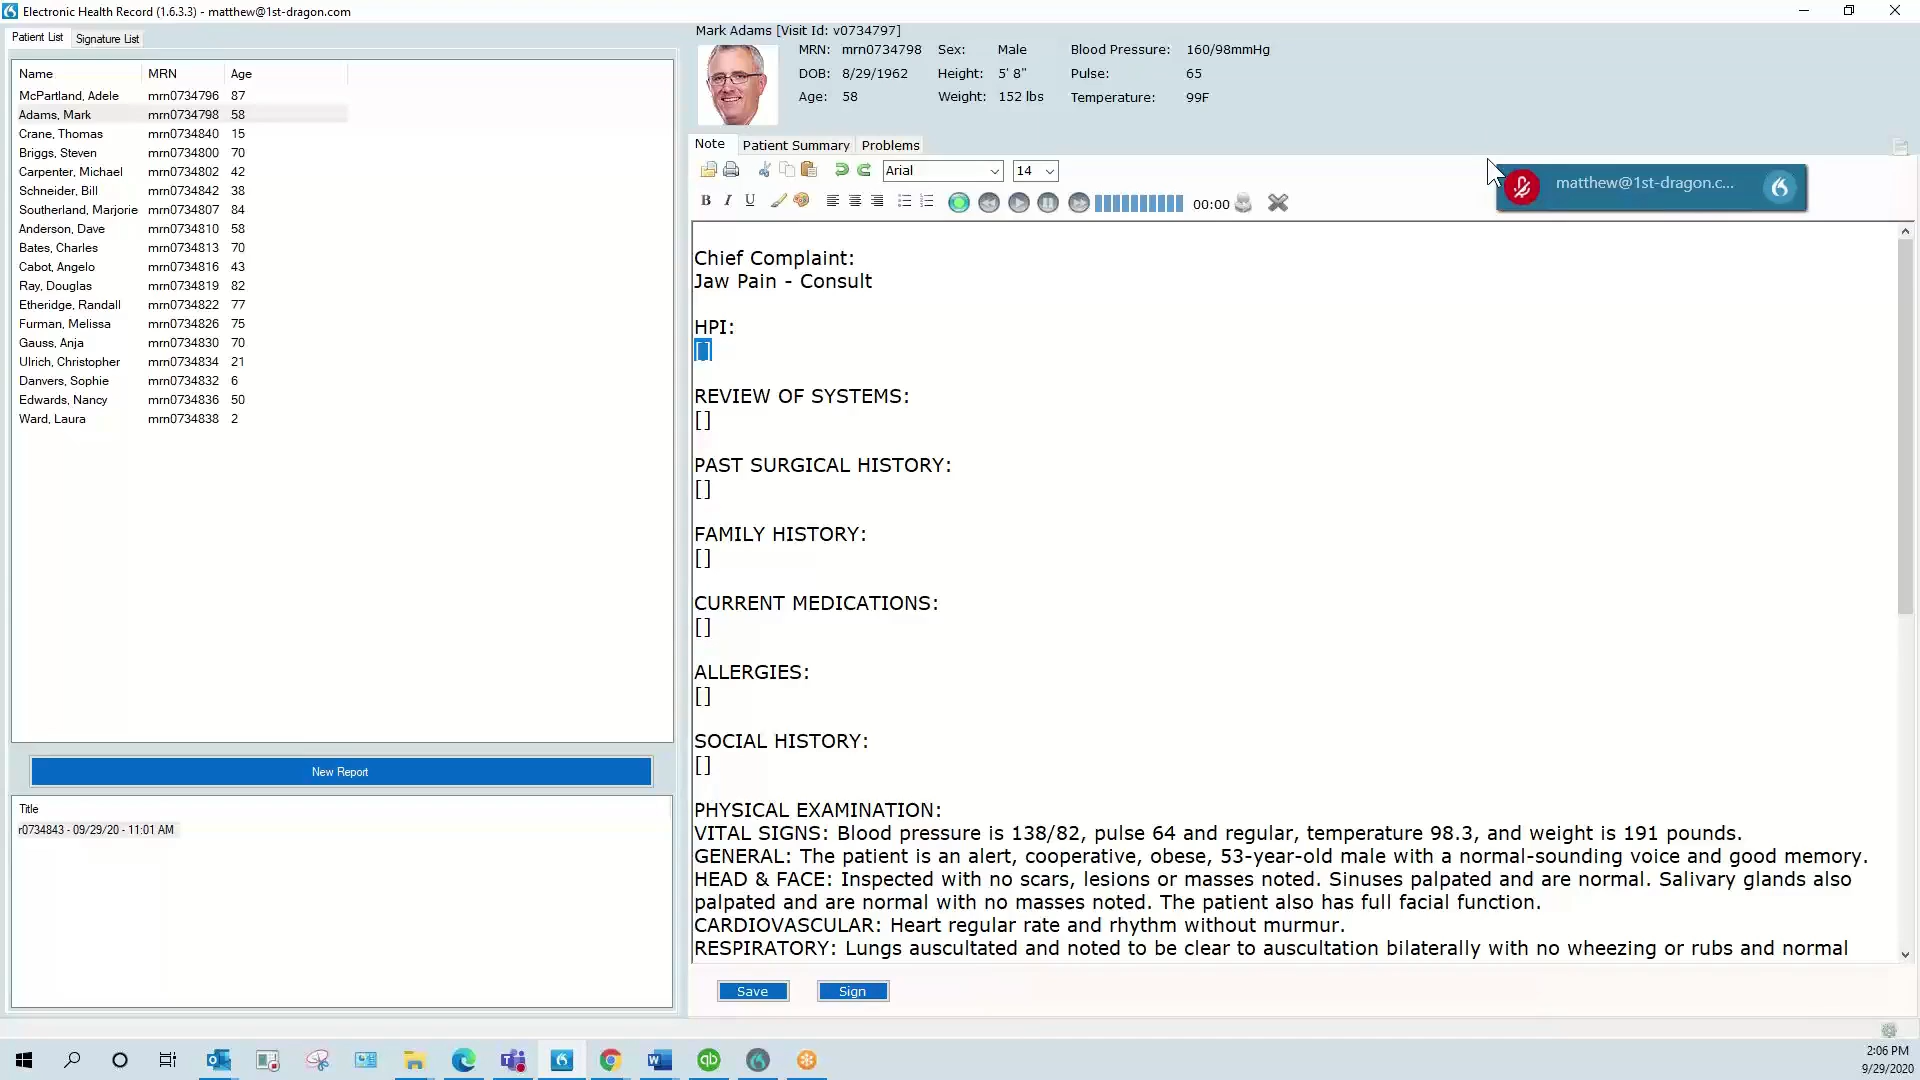 Electronic Health Record (1.6.3.3) - matthew@1st-dragon.com
Patient List Signature List
Name MRN Age
McPartland, Adele mrn0734796 87
Adams, Mark mrn0734798 58
Crane, Thomas mrn0734840 15
Briggs, Steven mrn0734800 70
Carpenter, Michael mrn0734802 42
Schneider, Bill mrn0734842 38
Southerland, Marjorie mrn0734807 84
Anderson, Dave mrn0734810 58
Bates, Charles mrn0734813 70
Cabot, Angelo mrn0734816 43
Ray, Douglas mrn0734819 82
Etheridge, Randall mrn0734822 77
Furman, Melissa mrn0734826 75
Gauss, Anja mrn0734830 70
Ulrich, Christopher mrn0734834 21
Danvers, Sophie mrn0734832 6
Edwards, Nancy mrn0734836 50
Ward, Laura mrn0734838 2
New Report
Title
r0734843 - 09/29/20 - 11:01 AM
Mark Adams [Visit Id: v0734797]
MRN: mrn0734798 Sex: Male Blood Pressure: 160/98mmHg
DOB: 8/29/1962 Height: 5' 8" Pulse: 65
Age: 58 Weight: 152 lbs Temperature: 99F
Note Patient Summary Problems
Arial 14
matthew@1st-dragon.c...
B I U 00:00
Chief Complaint:
Jaw Pain - Consult
HPI:
[]
REVIEW OF SYSTEMS:
[]
PAST SURGICAL HISTORY:
[]
FAMILY HISTORY:
[]
CURRENT MEDICATIONS:
[]
ALLERGIES:
[]
SOCIAL HISTORY:
[]
PHYSICAL EXAMINATION:
VITAL SIGNS: Blood pressure is 138/82, pulse 64 and regular, temperature 98.3, and weight is 191 pounds.
GENERAL: The patient is an alert, cooperative, obese, 53-year-old male with a normal-sounding voice and good memory.
HEAD & FACE: Inspected with no scars, lesions or masses noted. Sinuses palpated and are normal. Salivary glands also
palpated and are normal with no masses noted. The patient also has full facial function.
CARDIOVASCULAR: Heart regular rate and rhythm without murmur.
RESPIRATORY: Lungs auscultated and noted to be clear to auscultation bilaterally with no wheezing or rubs and normal
Save Sign
2:06 PM
9/29/2020